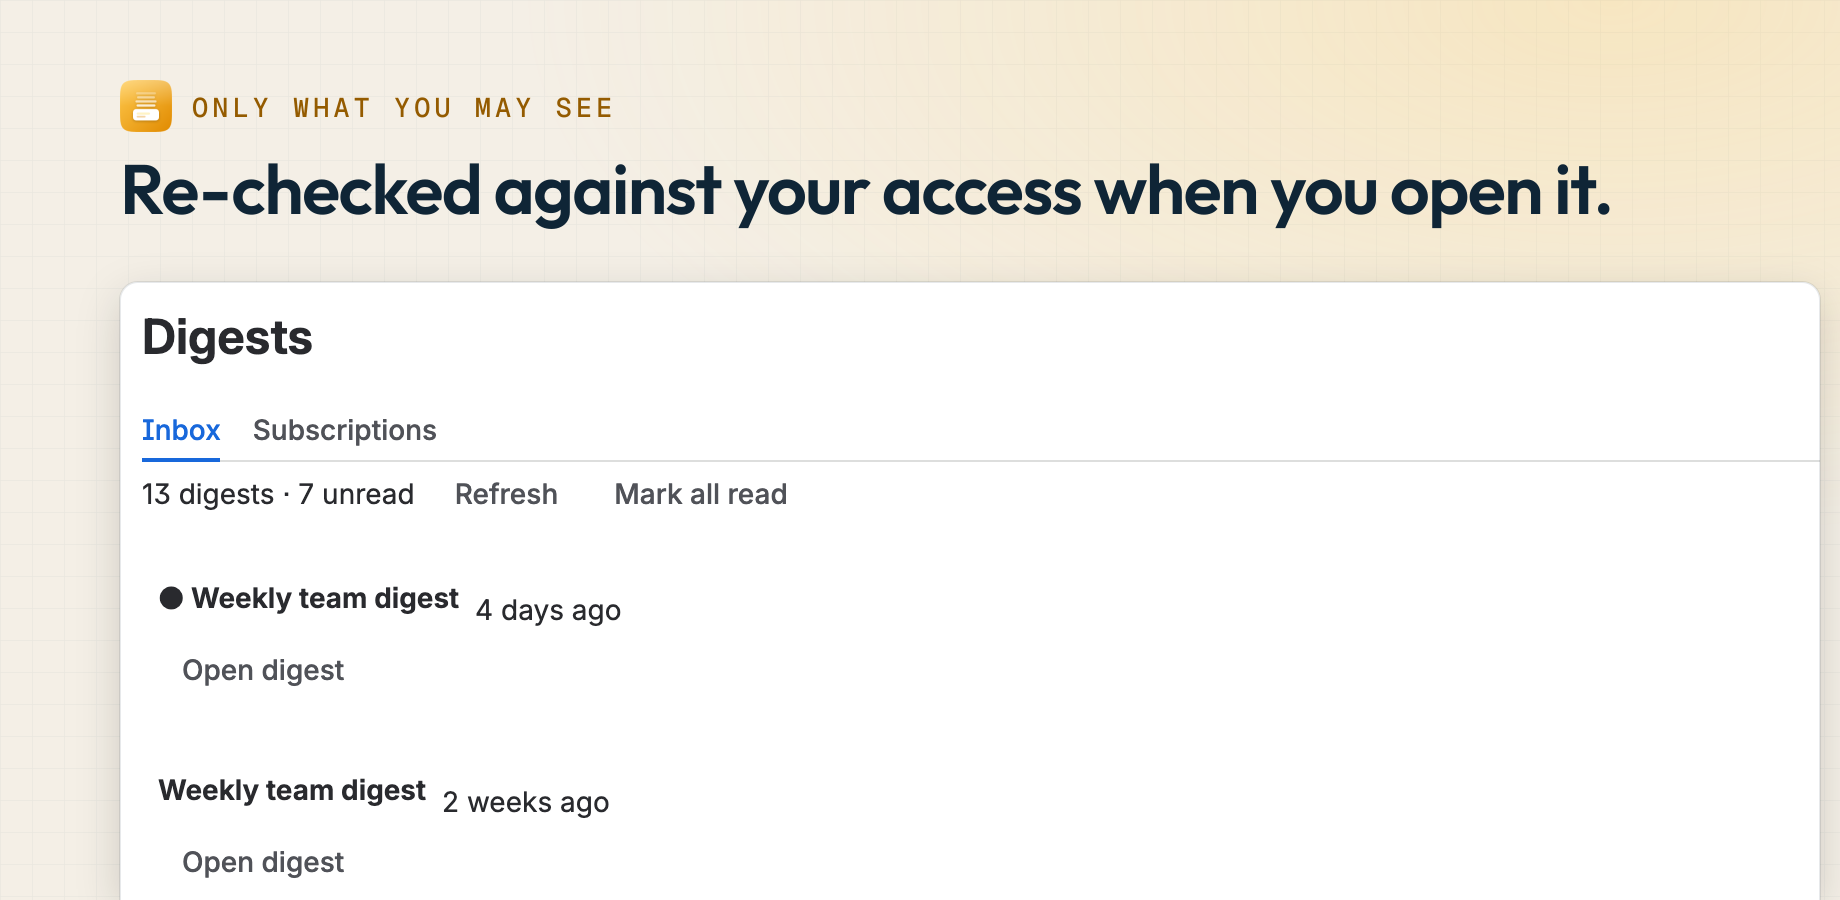 ONLY WHAT YOU MAY SEE
Re-checked against your access when you open it.
Digests
Inbox Subscriptions
13 digests · 7 unread Refresh Mark all read
Weekly team digest 4 days ago
Open digest
Weekly team digest 2 weeks ago
Open digest